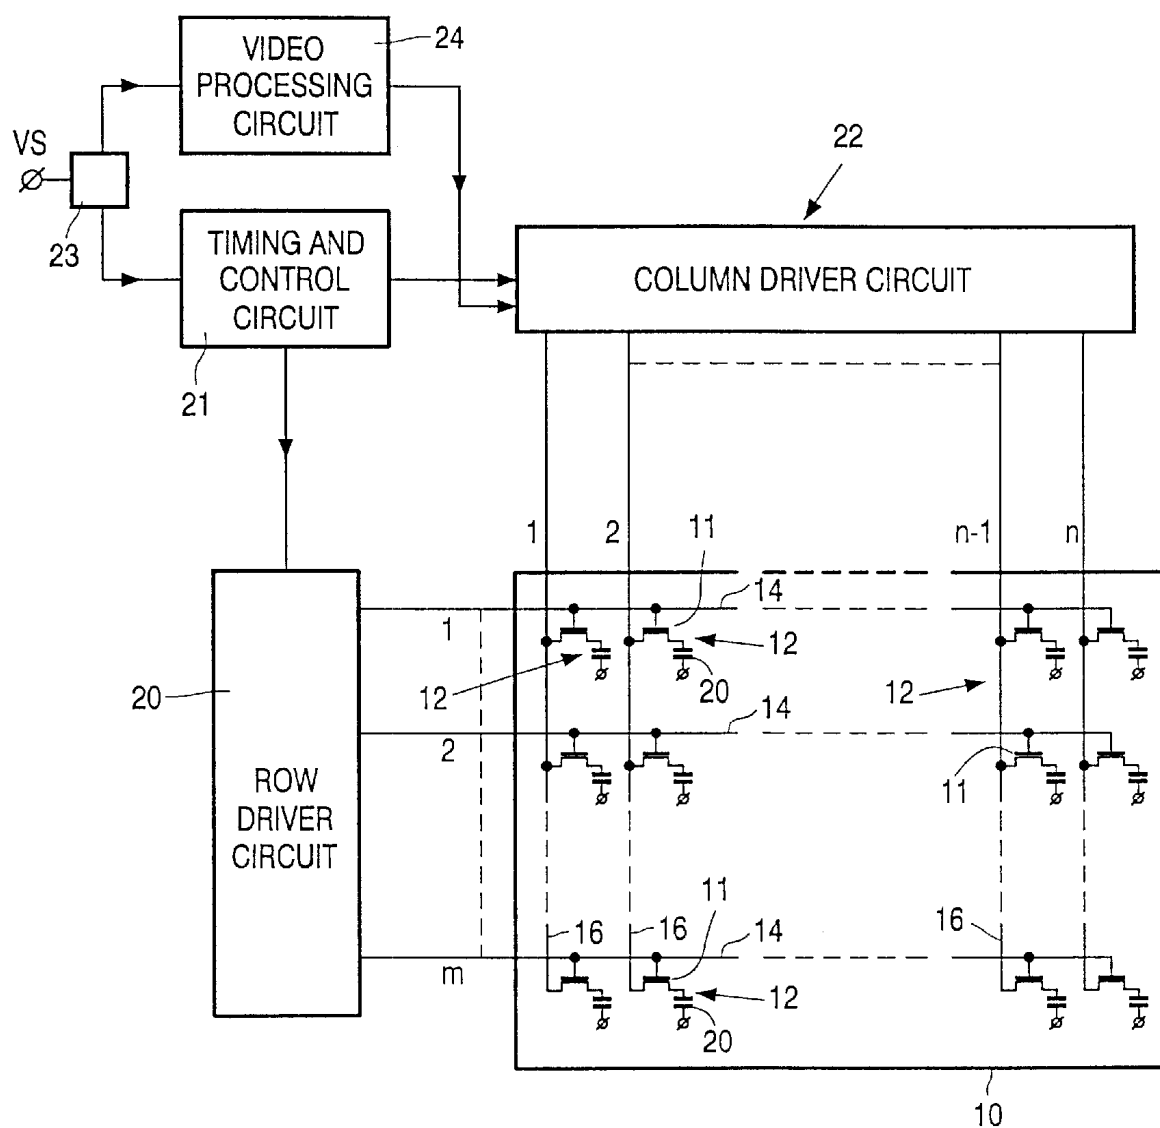 VIDEO
PROCESSING
CIRCUIT
24
VS
23
TIMING AND
CONTROL
CIRCUIT
21
22
COLUMN DRIVER CIRCUIT
1
2
n-1
n
11
14
1
12
12
20
12
20
14
2
11
ROW
DRIVER
CIRCUIT
11
16
16
14
16
m
12
20
10